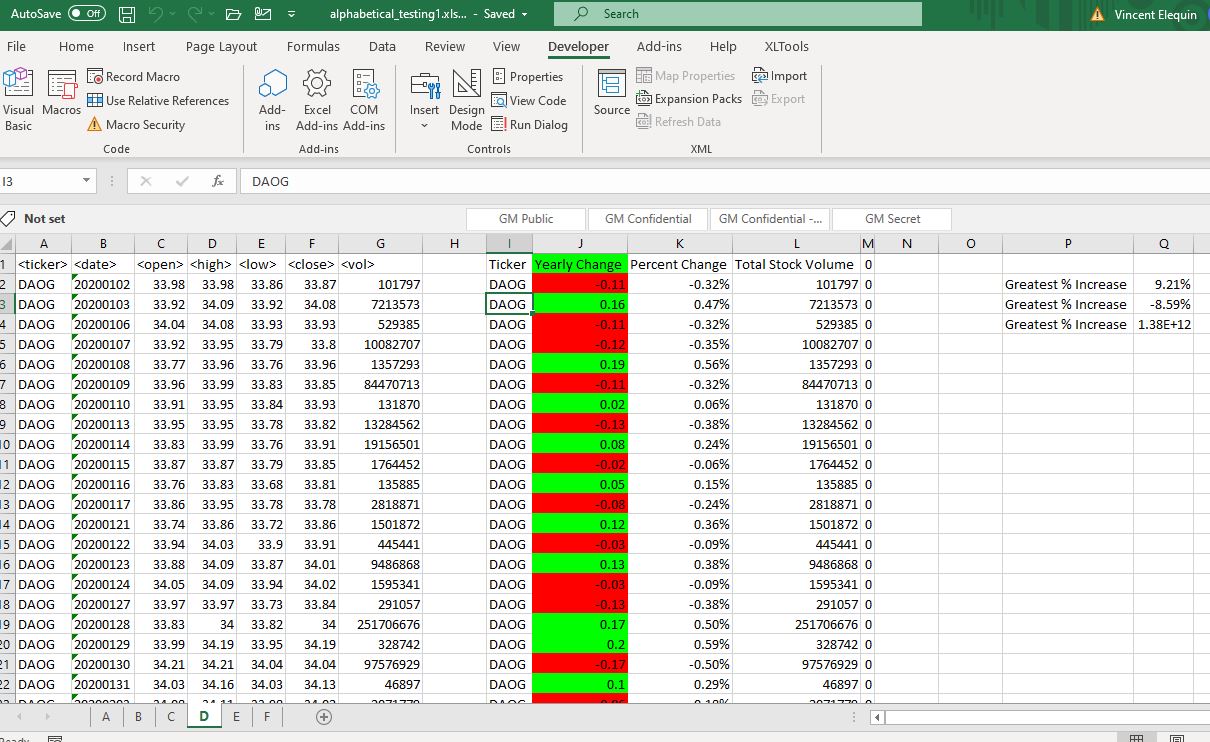 AutoSave Off alphabetical_testing1.xls... - Saved Search Vincent Elequin
File Home Insert Page Layout Formulas Data Review View Developer Add-ins Help XLTools
Visual Basic
Macros
Record Macro
Use Relative References
Macro Security
Code
Add-ins
Excel Add-ins
COM Add-ins
Add-ins
Insert
Design Mode
Properties
View Code
Run Dialog
Controls
Source
Map Properties
Expansion Packs
Refresh Data
Import
Export
XML
I3 fx DAOG
Not set GM Public GM Confidential GM Confidential -... GM Secret
A B C D E F G H I J K L M N O P Q
1 <ticker> <date> <open> <high> <low> <close> <vol> Ticker Yearly Change Percent Change Total Stock Volume 0
2 DAOG 20200102 33.98 33.98 33.86 33.87 101797 DAOG -0.11 -0.32% 101797 0 Greatest % Increase 9.21%
3 DAOG 20200103 33.92 34.09 33.92 34.08 7213573 DAOG 0.16 0.47% 7213573 0 Greatest % Increase -8.59%
4 DAOG 20200106 34.04 34.08 33.93 33.93 529385 DAOG -0.11 -0.32% 529385 0 Greatest % Increase 1.38E+12
5 DAOG 20200107 33.92 33.95 33.79 33.8 10082707 DAOG -0.12 -0.35% 10082707 0
6 DAOG 20200108 33.77 33.96 33.76 33.96 1357293 DAOG 0.19 0.56% 1357293 0
7 DAOG 20200109 33.96 33.99 33.83 33.85 84470713 DAOG -0.11 -0.32% 84470713 0
8 DAOG 20200110 33.91 33.95 33.84 33.93 131870 DAOG 0.02 0.06% 131870 0
9 DAOG 20200113 33.95 33.95 33.78 33.82 13284562 DAOG -0.13 -0.38% 13284562 0
10 DAOG 20200114 33.83 33.99 33.76 33.91 19156501 DAOG 0.08 0.24% 19156501 0
11 DAOG 20200115 33.87 33.87 33.79 33.85 1764452 DAOG -0.02 -0.06% 1764452 0
12 DAOG 20200116 33.76 33.83 33.68 33.81 135885 DAOG 0.05 0.15% 135885 0
13 DAOG 20200117 33.86 33.95 33.78 33.78 2818871 DAOG -0.08 -0.24% 2818871 0
14 DAOG 20200121 33.74 33.86 33.72 33.86 1501872 DAOG 0.12 0.36% 1501872 0
15 DAOG 20200122 33.94 34.03 33.9 33.91 445441 DAOG -0.03 -0.09% 445441 0
16 DAOG 20200123 33.88 34.09 33.87 34.01 9486868 DAOG 0.13 0.38% 9486868 0
17 DAOG 20200124 34.05 34.09 33.94 34.02 1595341 DAOG -0.03 -0.09% 1595341 0
18 DAOG 20200127 33.97 33.97 33.73 33.84 291057 DAOG -0.13 -0.38% 291057 0
19 DAOG 20200128 33.83 34 33.82 34 251706676 DAOG 0.17 0.50% 251706676 0
20 DAOG 20200129 33.99 34.19 33.95 34.19 328742 DAOG 0.2 0.59% 328742 0
21 DAOG 20200130 34.21 34.21 34.04 34.04 97576929 DAOG -0.17 -0.50% 97576929 0
22 DAOG 20200131 34.03 34.16 34.03 34.13 46897 DAOG 0.1 0.29% 46897 0
A B C D E F